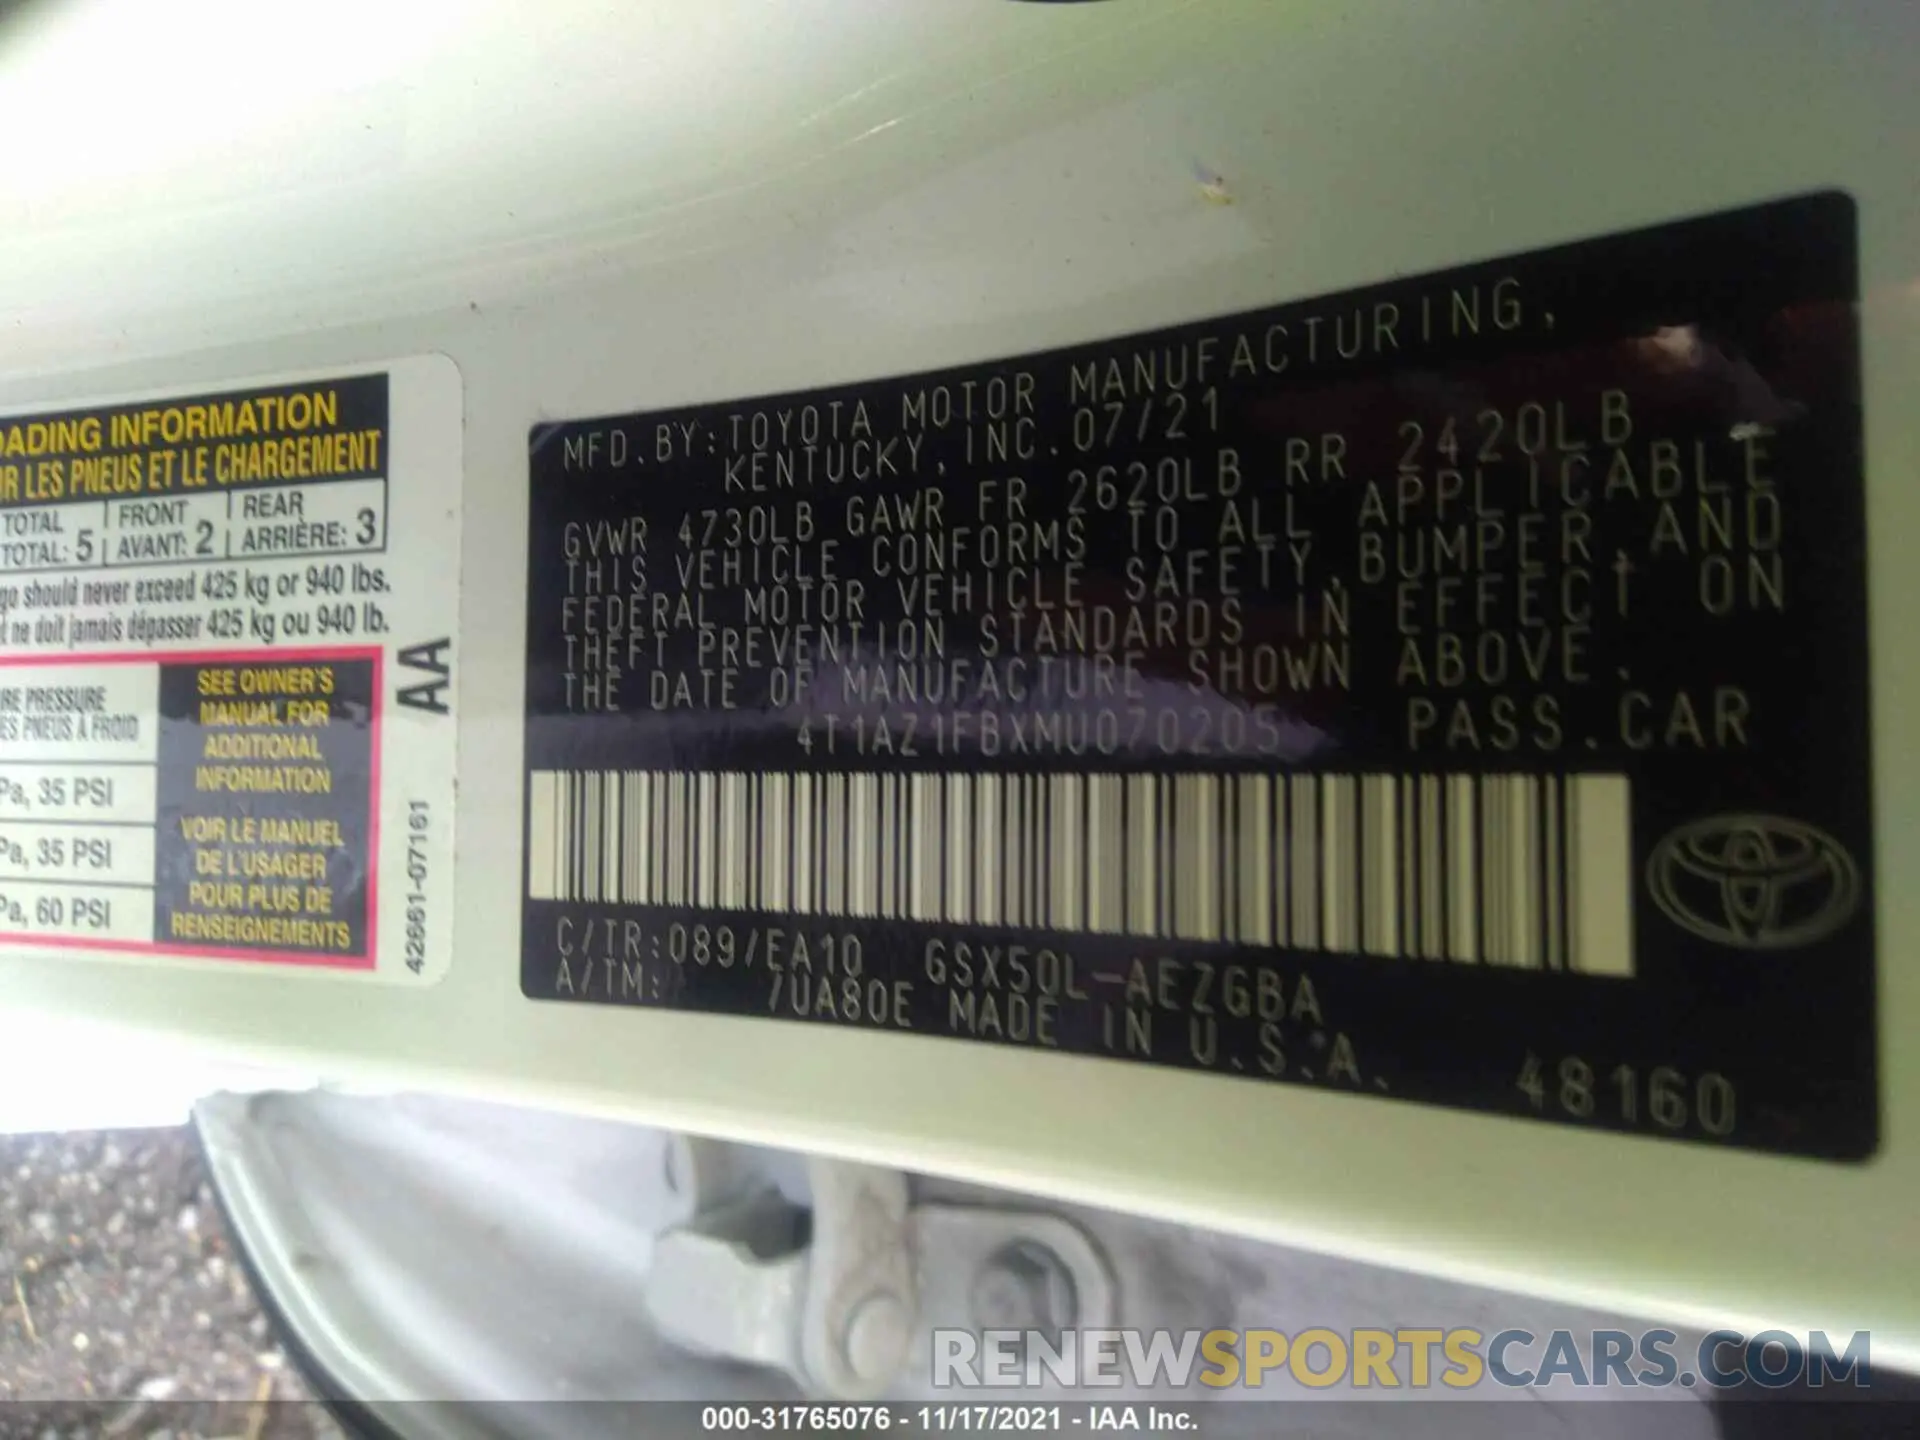 OADING INFORMATION
R LES PNEUS ET LE CHARGEMENT
TOTAL FRONT REAR
TOTAL: 5 AVANT: 2 ARRIÈRE: 3
go should never exceed 425 kg or 940 lbs.
t ne doit jamais dépasser 425 kg ou 940 lb.
RE PRESSURE
ES PNEUS À FROID
Pa, 35 PSI
Pa, 35 PSI
Pa, 60 PSI
SEE OWNER'S
MANUAL FOR
ADDITIONAL
INFORMATION
VOIR LE MANUEL
DE L'USAGER
POUR PLUS DE
RENSEIGNEMENTS
AA
42661-07161
MFD. BY: TOYOTA MOTOR MANUFACTURING,
KENTUCKY, INC. 07/21
GVWR 4730LB GAWR FR 2620LB RR 2420LB
THIS VEHICLE CONFORMS TO ALL APPLICABLE
FEDERAL MOTOR VEHICLE SAFETY, BUMPER, AND
THEFT PREVENTION STANDARDS IN EFFECT ON
THE DATE OF MANUFACTURE SHOWN ABOVE.
4T1AZ1FBXMU070205 PASS. CAR
C/TR: 089/EA10 GSX50L-AEZGBA
A/TM: /UA80E MADE IN U.S.A.
48160
RENEWSPORTSCARS.COM
000-31765076 - 11/17/2021 - IAA Inc.